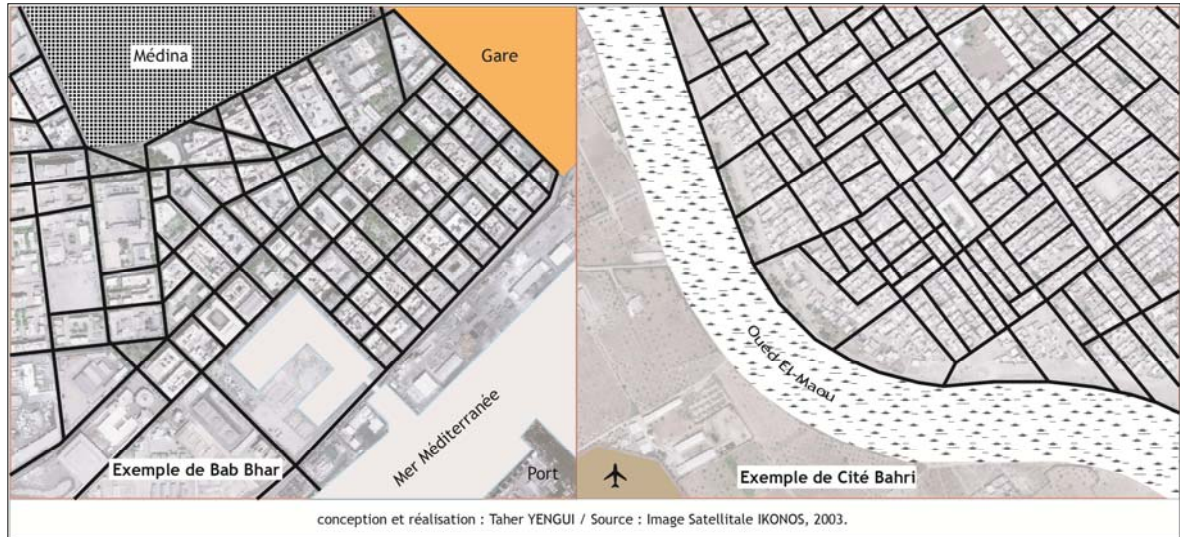 Médina
Gare
Mer Méditerranée
Port
Exemple de Bab Bhar
Oued-El-Maou
Exemple de Cité Bahri
conception et réalisation : Taher YENGUI / Source : Image Satellitale IKONOS, 2003.